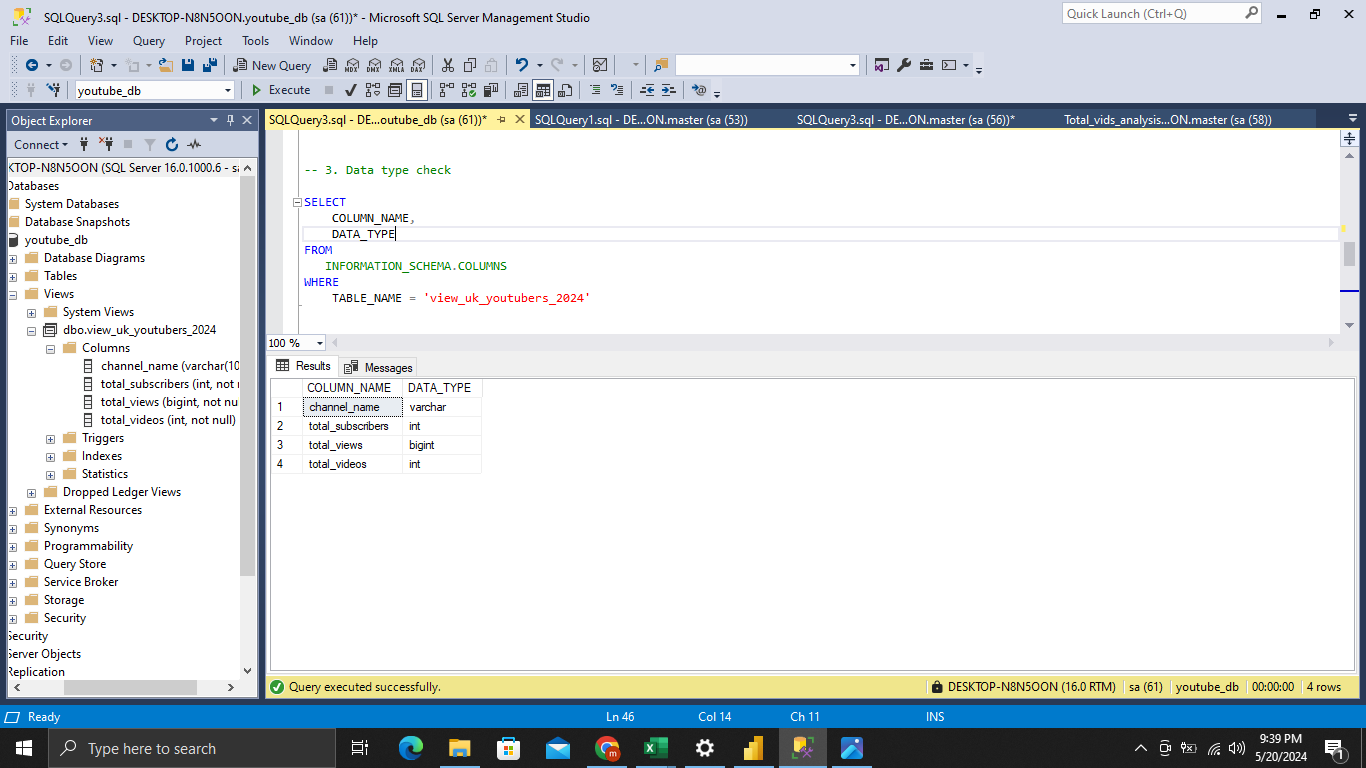 SQLQuery3.sql - DESKTOP-N8N5OON.youtube_db (sa (61))* - Microsoft SQL Server Management Studio
Quick Launch (Ctrl+Q)
File Edit View Query Project Tools Window Help
New Query
MDX DMX XMLA DAX
youtube_db
Execute
Object Explorer
SQLQuery3.sql - DE...outube_db (sa (61))*
SQLQuery1.sql - DE...ON.master (sa (53))
SQLQuery3.sql - DE...ON.master (sa (56))*
Total_vids_analysis...ON.master (sa (58))
Connect
KTOP-N8N5OON (SQL Server 16.0.1000.6 - sa
Databases
System Databases
Database Snapshots
youtube_db
Database Diagrams
Tables
Views
System Views
dbo.view_uk_youtubers_2024
Columns
channel_name (varchar(10
total_subscribers (int, not n
total_views (bigint, not nu
total_videos (int, not null)
Triggers
Indexes
Statistics
Dropped Ledger Views
External Resources
Synonyms
Programmability
Query Store
Service Broker
Storage
Security
Security
Server Objects
Replication
-- 3. Data type check
SELECT
COLUMN_NAME,
DATA_TYPE
FROM
INFORMATION_SCHEMA.COLUMNS
WHERE
TABLE_NAME = 'view_uk_youtubers_2024'
100 %
Results Messages
COLUMN_NAME DATA_TYPE
1 channel_name varchar
2 total_subscribers int
3 total_views bigint
4 total_videos int
Query executed successfully.
DESKTOP-N8N5OON (16.0 RTM) sa (61) youtube_db 00:00:00 4 rows
Ready
Ln 46 Col 14 Ch 11 INS
Type here to search
m
9:39 PM
5/20/2024
1